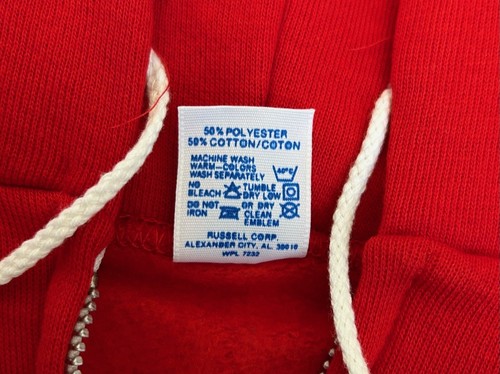 50% POLYESTER
50% COTTON/COTON
MACHINE WASH
WARM-COLORS
WASH SEPARATELY
40°C
NO BLEACH
TUMBLE DRY LOW
DO NOT IRON
OR DRY CLEAN EMBLEM
RUSSELL CORP.
ALEXANDER CITY, AL. 35010
WPL 7232